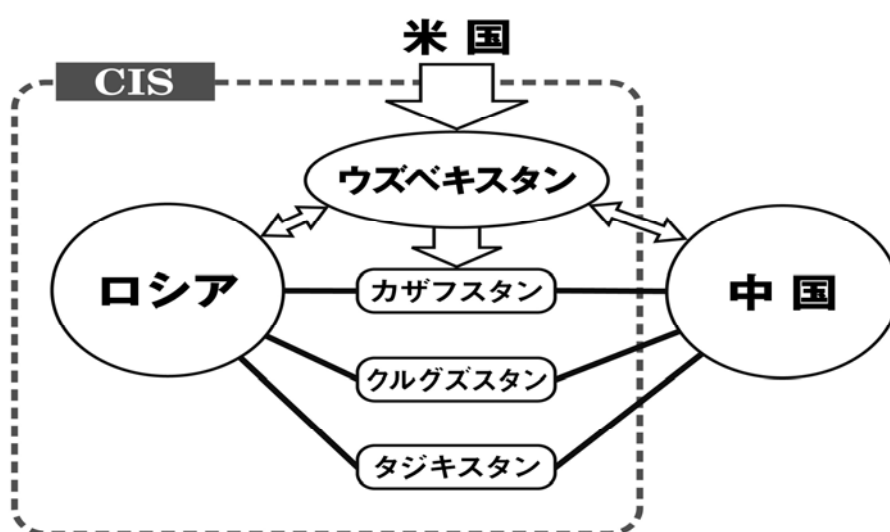 米国
CIS
ウズベキスタン
ロシア
カザフスタン
中国
クルグズスタン
タジキスタン